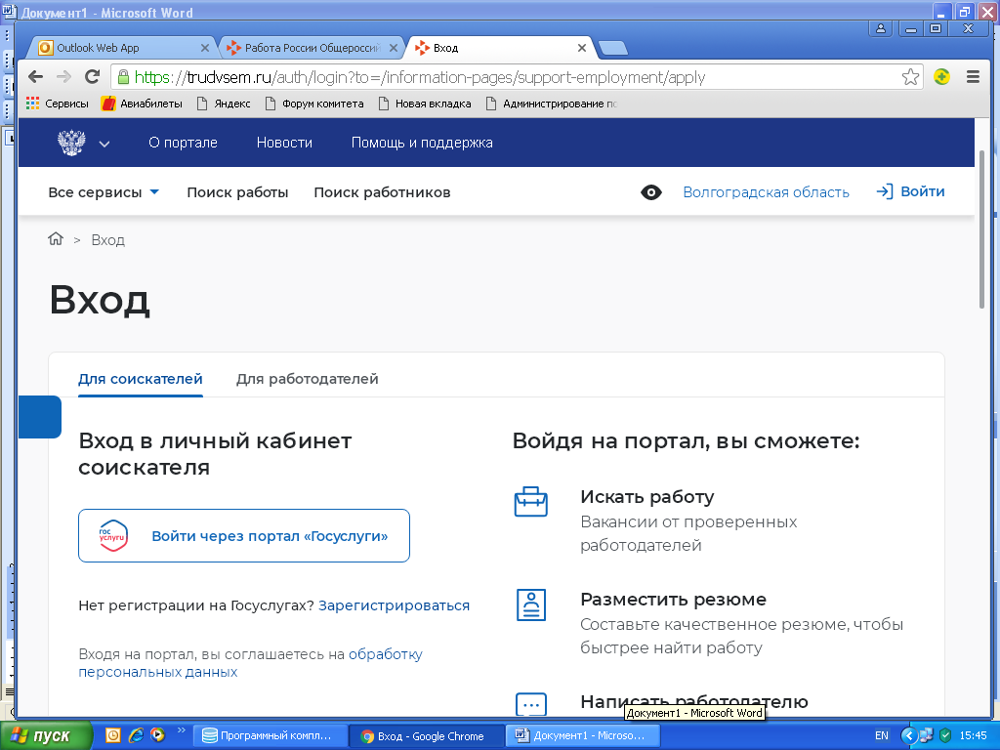 Документ1 - Microsoft Word
Outlook Web App
Работа России Общероссий
Вход
https://trudvsem.ru/auth/login?to=/information-pages/support-employment/apply
Сервисы
Авиабилеты
Яндекс
Форум комитета
Новая вкладка
Администрирование пс
О портале
Новости
Помощь и поддержка
Все сервисы
Поиск работы
Поиск работников
Волгоградская область
Войти
> Вход
Вход
Для соискателей
Для работодателей
Вход в личный кабинет
соискателя
гос
услуги
Войти через портал «Госуслуги»
Нет регистрации на Госуслугах? Зарегистрироваться
Входя на портал, вы соглашаетесь на обработку
персональных данных
Войдя на портал, вы сможете:
Искать работу
Вакансии от проверенных
работодателей
Разместить резюме
Составьте качественное резюме, чтобы
быстрее найти работу
Написать работодателю
Документ1 - Microsoft Word
пуск
Программный компл...
Вход - Google Chrome
Документ1 - Microso...
EN
15:45